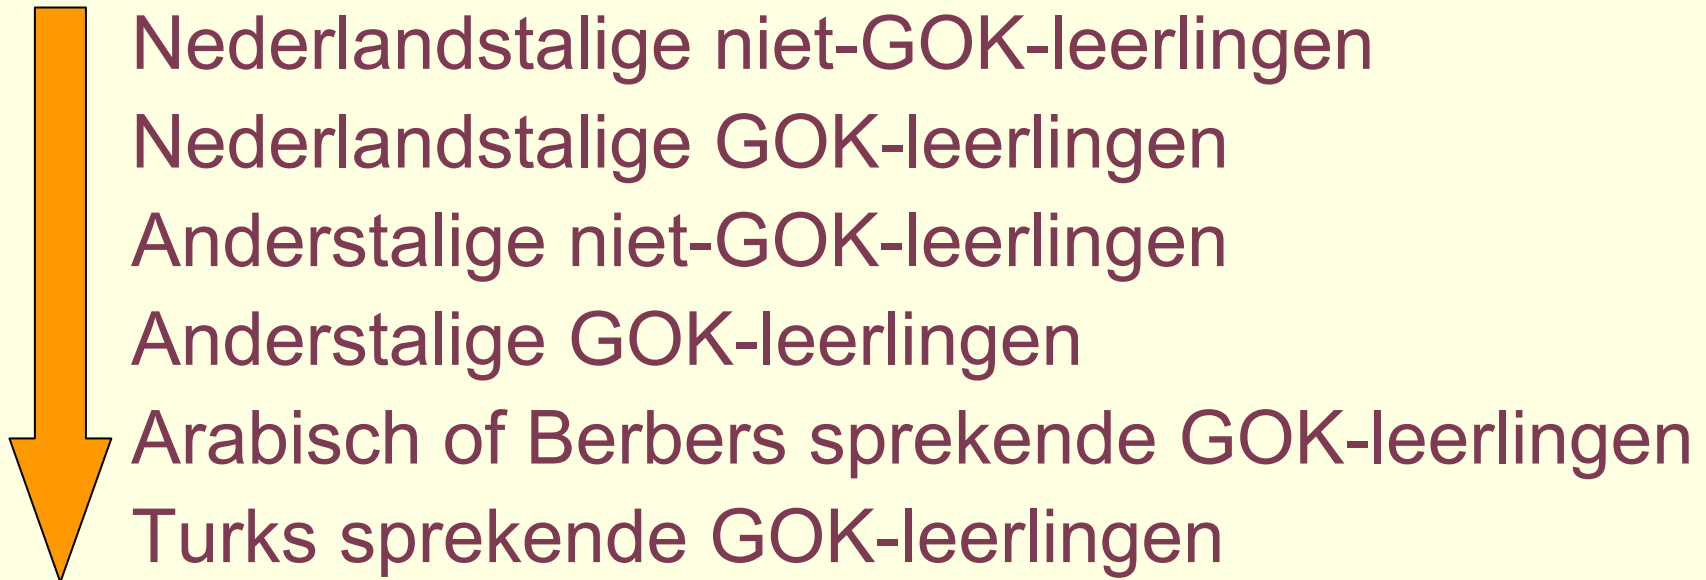 Nederlandstalige niet-GOK-leerlingen
Nederlandstalige GOK-leerlingen
Anderstalige niet-GOK-leerlingen
Anderstalige GOK-leerlingen
Arabisch of Berbers sprekende GOK-leerlingen
Turks sprekende GOK-leerlingen